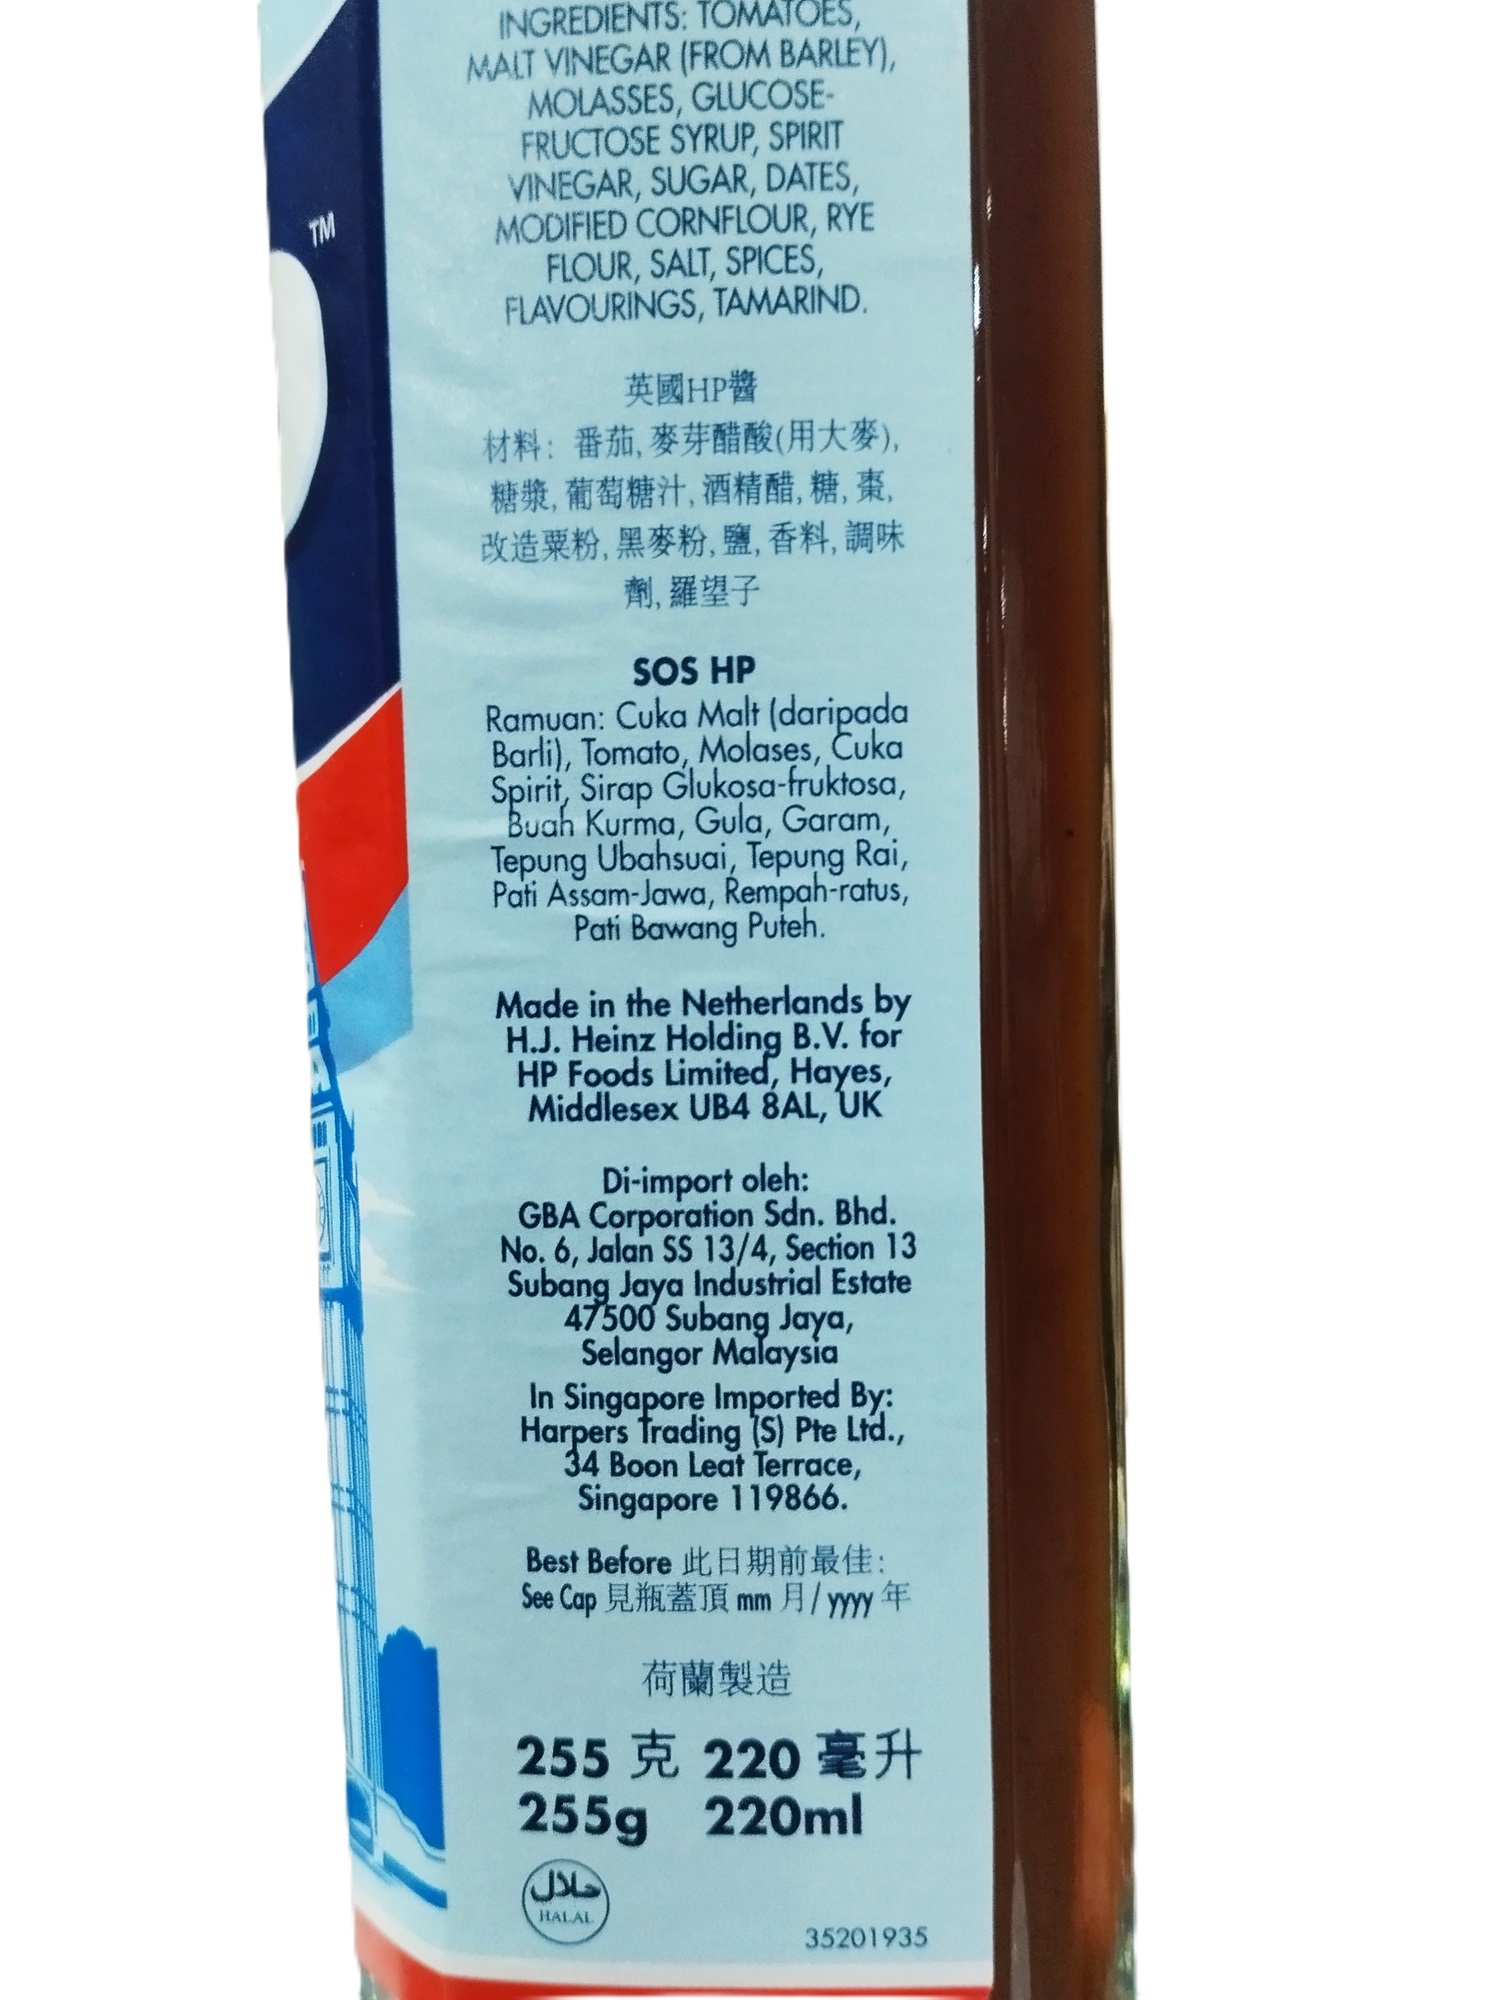 INGREDIENTS: TOMATOES,
MALT VINEGAR (FROM BARLEY),
MOLASSES, GLUCOSE-
FRUCTOSE SYRUP, SPIRIT
VINEGAR, SUGAR, DATES,
MODIFIED CORNFLOUR, RYE
FLOUR, SALT, SPICES,
FLAVOURINGS, TAMARIND.
英國HP醬
材料: 番茄, 麥芽醋酸(用大麥),
糖漿, 葡萄糖汁, 酒精醋, 糖, 棗,
改造粟粉, 黑麥粉, 鹽, 香料, 調味
劑, 羅望子
SOS HP
Ramuan: Cuka Malt (daripada
Barli), Tomato, Molases, Cuka
Spirit, Sirap Glukosa-fruktosa,
Buah Kurma, Gula, Garam,
Tepung Ubahsuai, Tepung Rai,
Pati Assam-Jawa, Rempah-ratus,
Pati Bawang Puteh.
Made in the Netherlands by
H.J. Heinz Holding B.V. for
HP Foods Limited, Hayes,
Middlesex UB4 8AL, UK
Di-import oleh:
GBA Corporation Sdn. Bhd.
No. 6, Jalan SS 13/4, Section 13
Subang Jaya Industrial Estate
47500 Subang Jaya,
Selangor Malaysia
In Singapore Imported By:
Harpers Trading (S) Pte Ltd.,
34 Boon Leat Terrace,
Singapore 119866.
Best Before 此日期前最佳:
See Cap 見瓶蓋頂 mm 月/ yyyy 年
荷蘭製造
255 克 220 毫升
255g 220ml
حلال
HALAL
35201935
TM